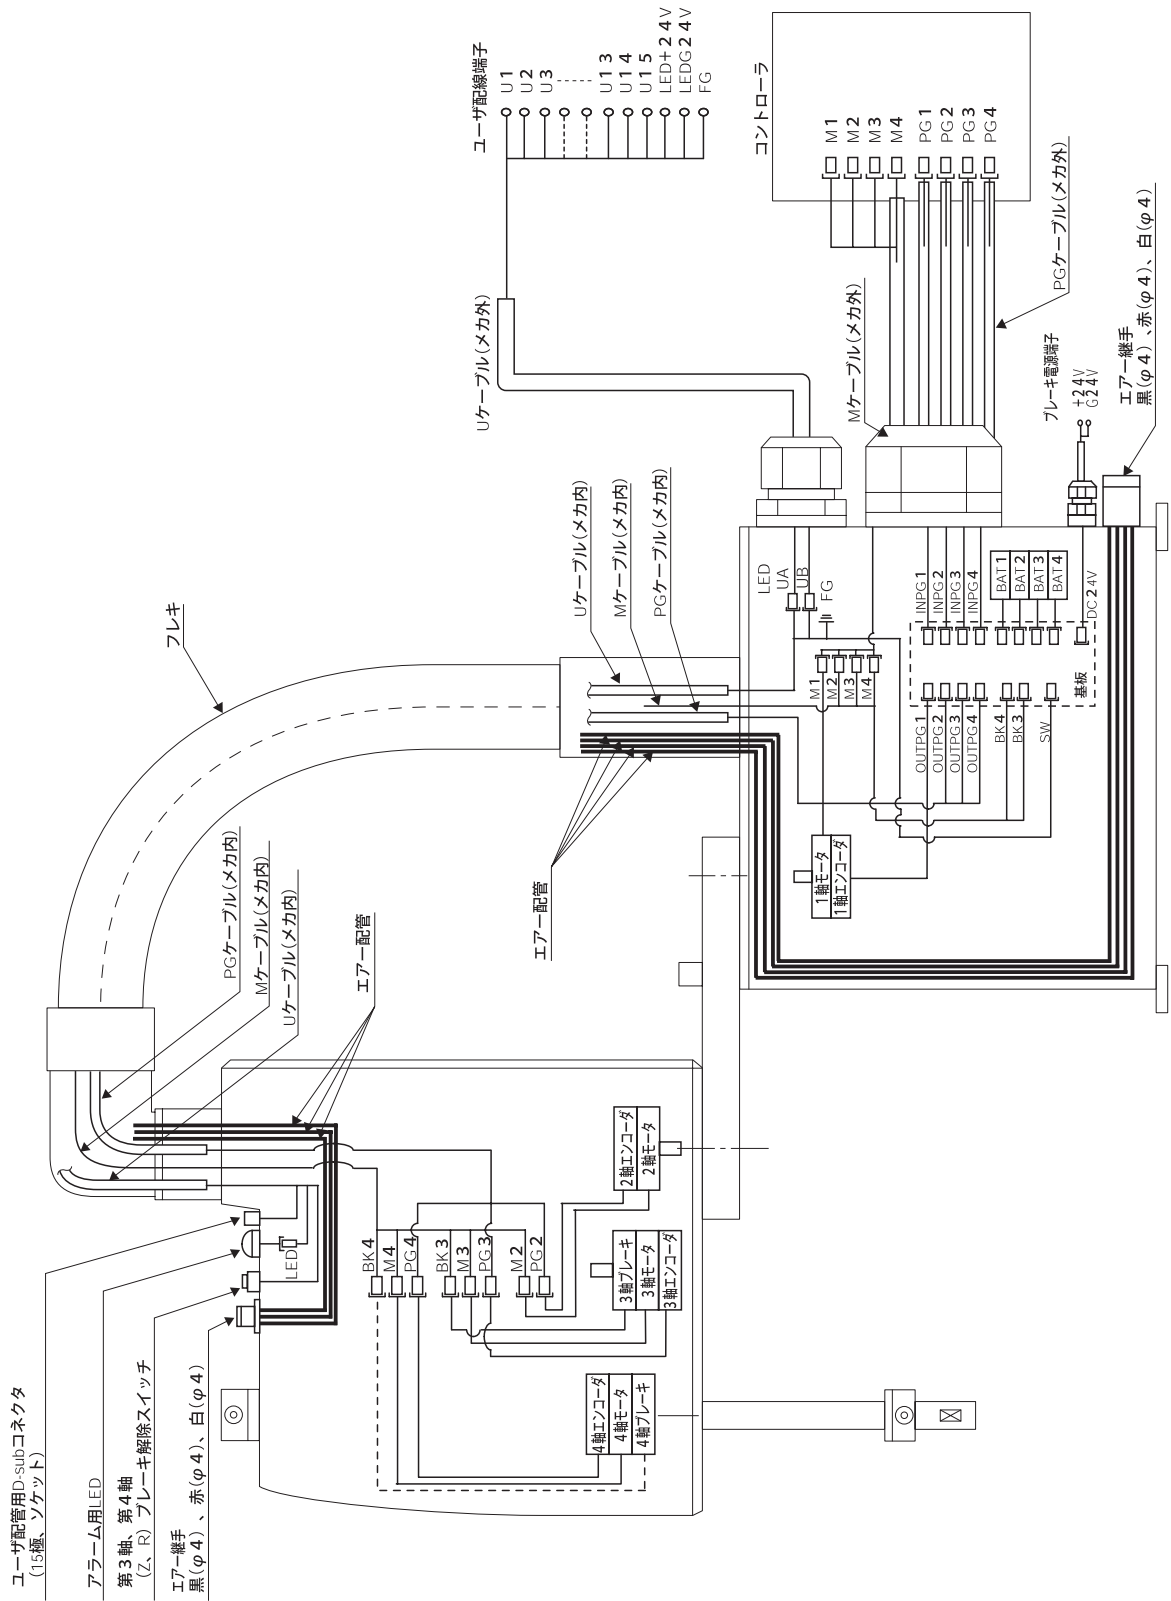 ユーザ配管用D-subコネクタ
(15極、ソケット)
アラーム用LED
第3軸、第4軸
(Z、R) ブレーキ解除スイッチ
エアー継手
黒(φ4)、赤(φ4)、白(φ4)
PGケーブル(メカ内)
Mケーブル(メカ内)
Uケーブル(メカ内)
エアー配管
LED
BK4
M4
PG4
BK3
M3
PG3
M2
PG2
2軸エンコーダ
2軸モータ
3軸ブレーキ
3軸モータ
3軸エンコーダ
4軸エンコーダ
4軸モータ
4軸ブレーキ
フレキ
Uケーブル(メカ内)
Mケーブル(メカ内)
PGケーブル(メカ内)
エアー配管
1軸モータ
1軸エンコーダ
LED
UA
UB
FG
M1
M2
M3
M4
INPG1
INPG2
INPG3
INPG4
BAT1
BAT2
BAT3
BAT4
DC24V
基板
OUTPG1
OUTPG2
OUTPG3
OUTPG4
BK4
BK3
SW
ユーザ配線端子
U1
U2
U3
U13
U14
U15
LED+24V
LEDG24V
FG
Uケーブル(メカ外)
コントローラ
M1
M2
M3
M4
PG1
PG2
PG3
PG4
Mケーブル(メカ外)
PGケーブル(メカ外)
ブレーキ電源端子
+24V
G24V
エアー継手
黒(φ4)、赤(φ4)、白(φ4)